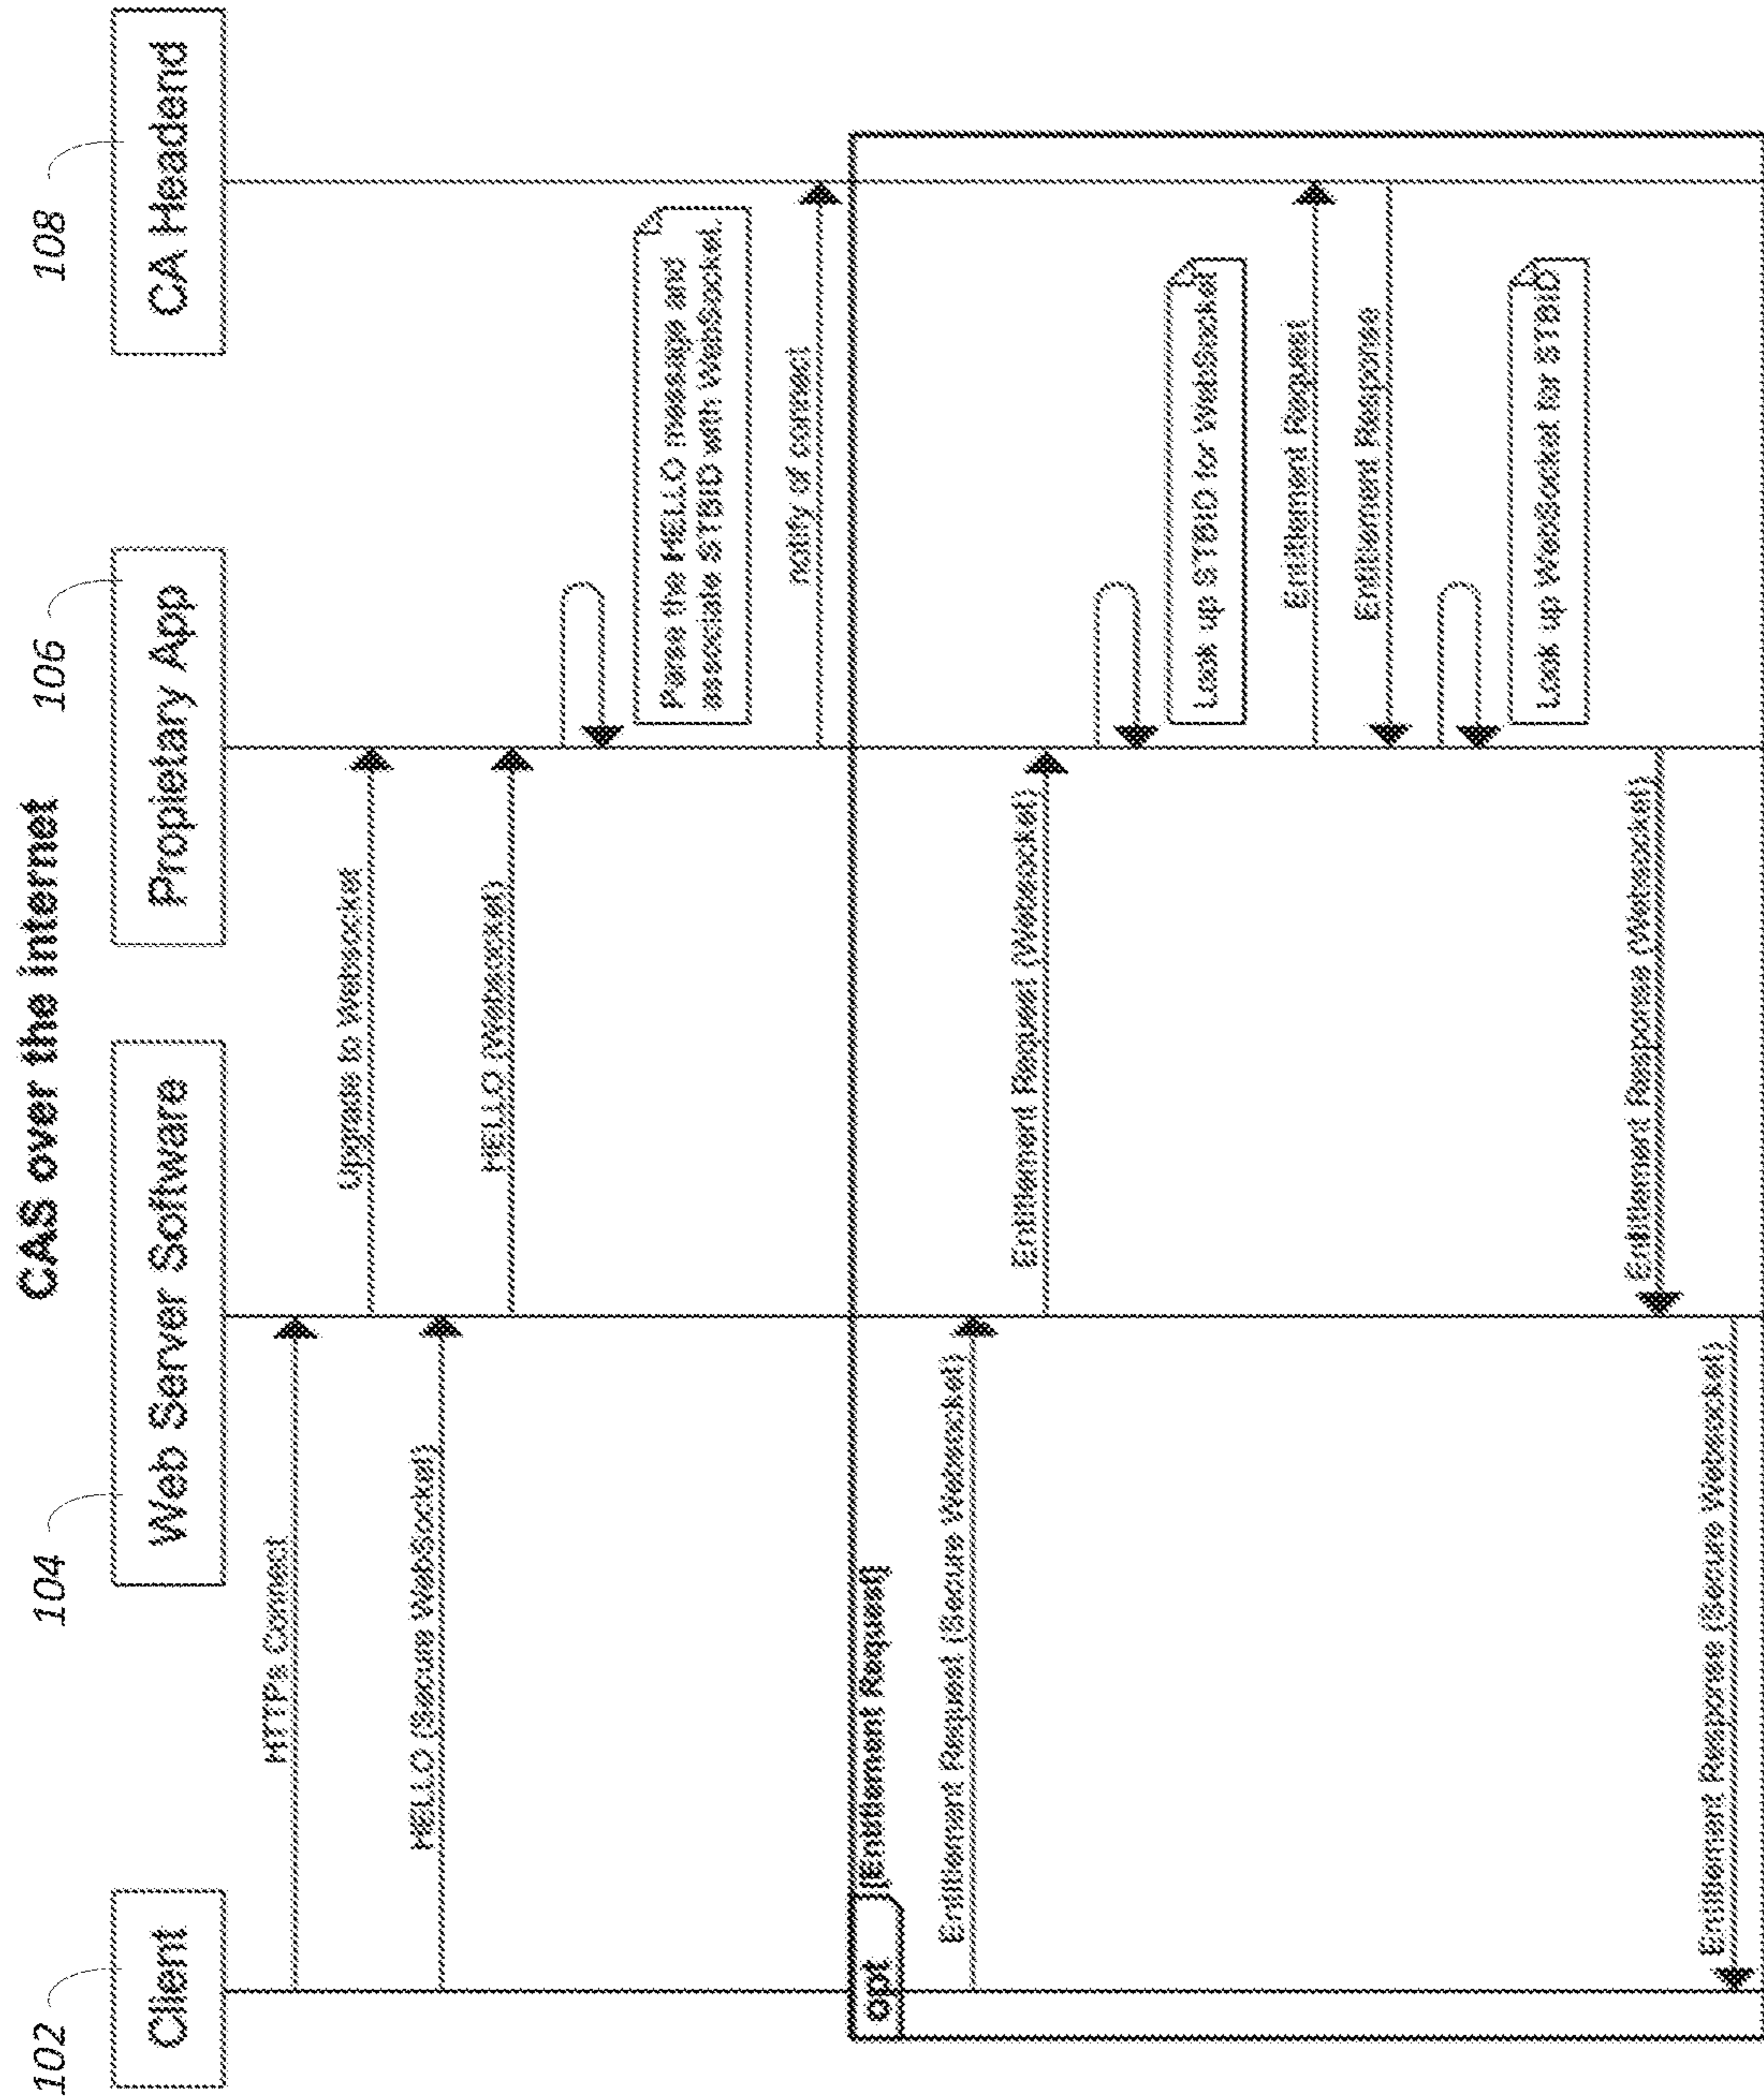 CAS over the internet
102
104
106
108
Client
Web Server Software
Propietary App
CA Headend
HTTPs Connect
Upgrade to Websocket
HELLO (Secure WebSocket)
HELLO (Websocket)
Parse the HELLO message and
associate STBID with WebSocket.
notify of connect
opt
[Entitlement Request]
Entitlement Request (Secure Websocket)
Entitlement Request (Websocket)
Look up STBID for WebSocket
Entitlement Request
Entitlement Response
Look up WebSocket for STBID
Entitlement Response (Websocket)
Entitlement Response (Secure Websocket)